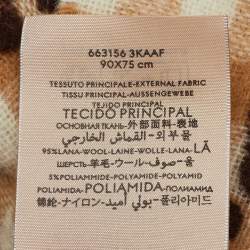 663156 3KAAF
90X75 cm
TESSUTO PRINCIPALE-EXTERNAL FABRIC
TISSU PRINCIPAL-AUSSENGEWEBE
TEJIDO PRINCIPAL
TECIDO PRINCIPAL
ОСНОВНАЯ ТКАНЬ-外部面料-表地
القماش الخارجي-외부 옷감
95%LANA-WOOL-LAINE-WOLLE-LANA-LÃ
ШЕРСТЬ-羊毛-ウール-울-صوف
5%POLIAMMIDE-POLYAMIDE-POLYAMID
POLIAMIDA-POLIAMIDA-ПОЛИАМИД
锦纶-ナイロン-بولي أميد-폴리아미드